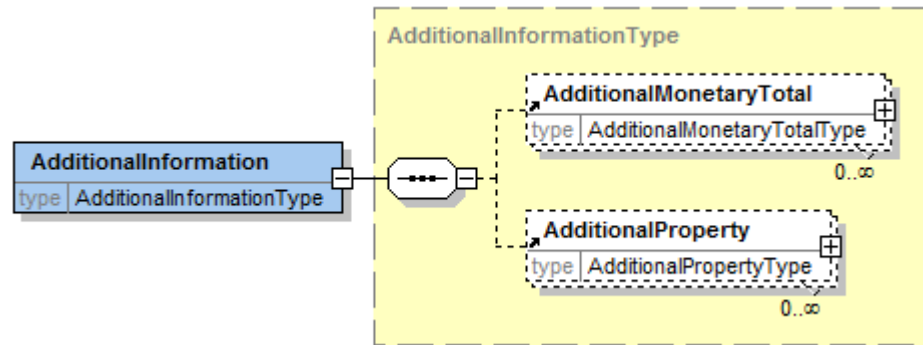 AdditionalInformationType
AdditionalMonetaryTotal
type AdditionalMonetaryTotalType
0..∞
AdditionalInformation
type AdditionalInformationType
AdditionalProperty
type AdditionalPropertyType
0..∞